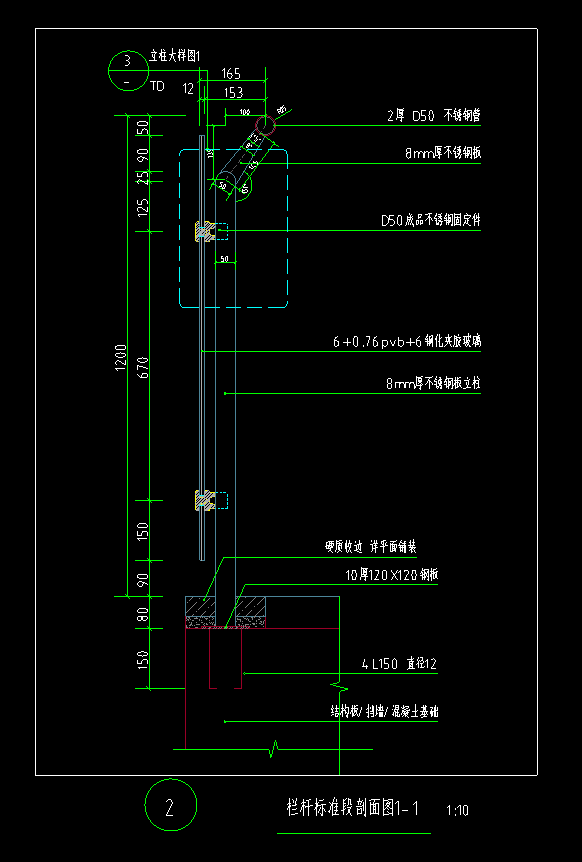 3
立柱大样图1
-
TD
165
12
153
100
50
2厚 D50 不锈钢管
90
8mm厚不锈钢板
25
50
125
D50成品不锈钢固定件
50
6+0.76pvb+6钢化夹胶玻璃
1200
670
8mm厚不锈钢板立柱
150
硬质收边 详平面铺装
90
10厚120X120钢板
80
150
4L150 直径12
结构板/挡墙/混凝土基础
2
栏杆标准段剖面图1-1
1:10